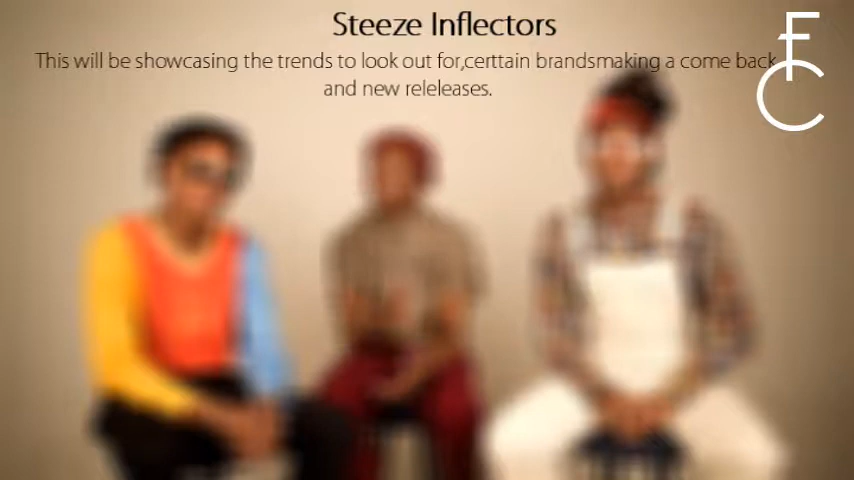 Steeze Inflectors
This will be showcasing the trends to look out for,certtain brandsmaking a come back
and new releleases.
FC